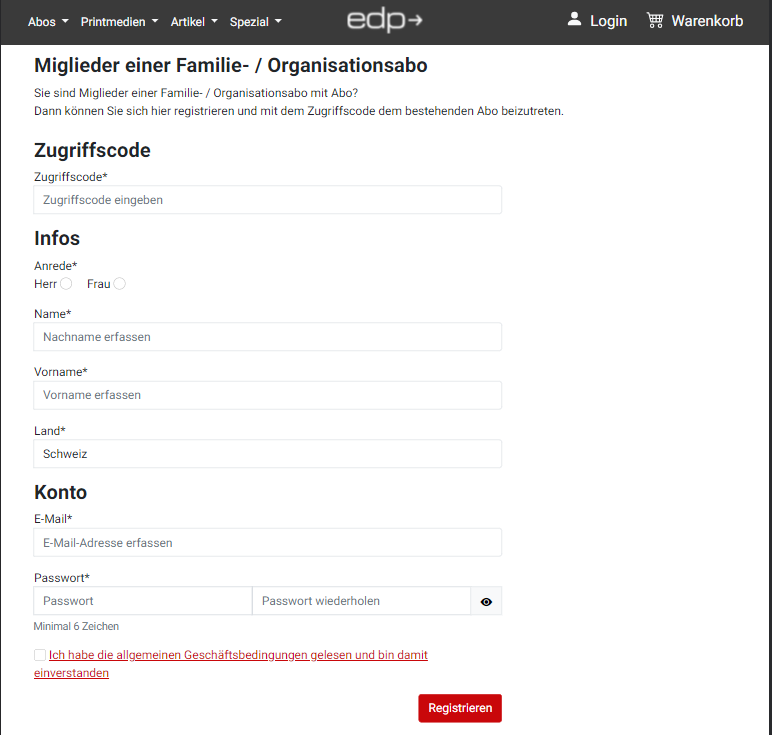 Abos Printmedien Artikel Spezial edp Login Warenkorb
Miglieder einer Familie- / Organisationsabo
Sie sind Miglieder einer Familie- / Organisationsabo mit Abo?
Dann können Sie sich hier registrieren und mit dem Zugriffscode dem bestehenden Abo beizutreten.
Zugriffscode
Zugriffscode*
Zugriffscode eingeben
Infos
Anrede*
Herr Frau
Name*
Nachname erfassen
Vorname*
Vorname erfassen
Land*
Schweiz
Konto
E-Mail*
E-Mail-Adresse erfassen
Passwort*
Passwort Passwort wiederholen
Minimal 6 Zeichen
Ich habe die allgemeinen Geschäftsbedingungen gelesen und bin damit
einverstanden
Registrieren